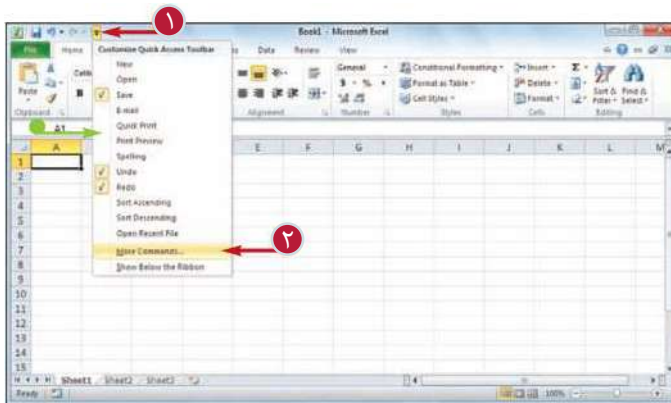 ١
Book1 - Microsoft Excel
File Home Data Review View
Customize Quick Access Toolbar
New
Open
Save
E-mail
Quick Print
Print Preview
Spelling
Undo
Redo
Sort Ascending
Sort Descending
Open Recent File
More Commands...
Show Below the Ribbon
٢
Paste
Clipboard
B
Alignment
General
$ %
Number
Conditional Formatting
Format as Table
Cell Styles
Styles
Insert
Delete
Format
Cells
Σ
Sort & Filter
Find & Select
Editing
A1
A E F G H I J K L M
1
2
3
4
5
6
7
8
9
10
11
12
13
14
15
Sheet1 Sheet2 Sheet3
Ready 100%